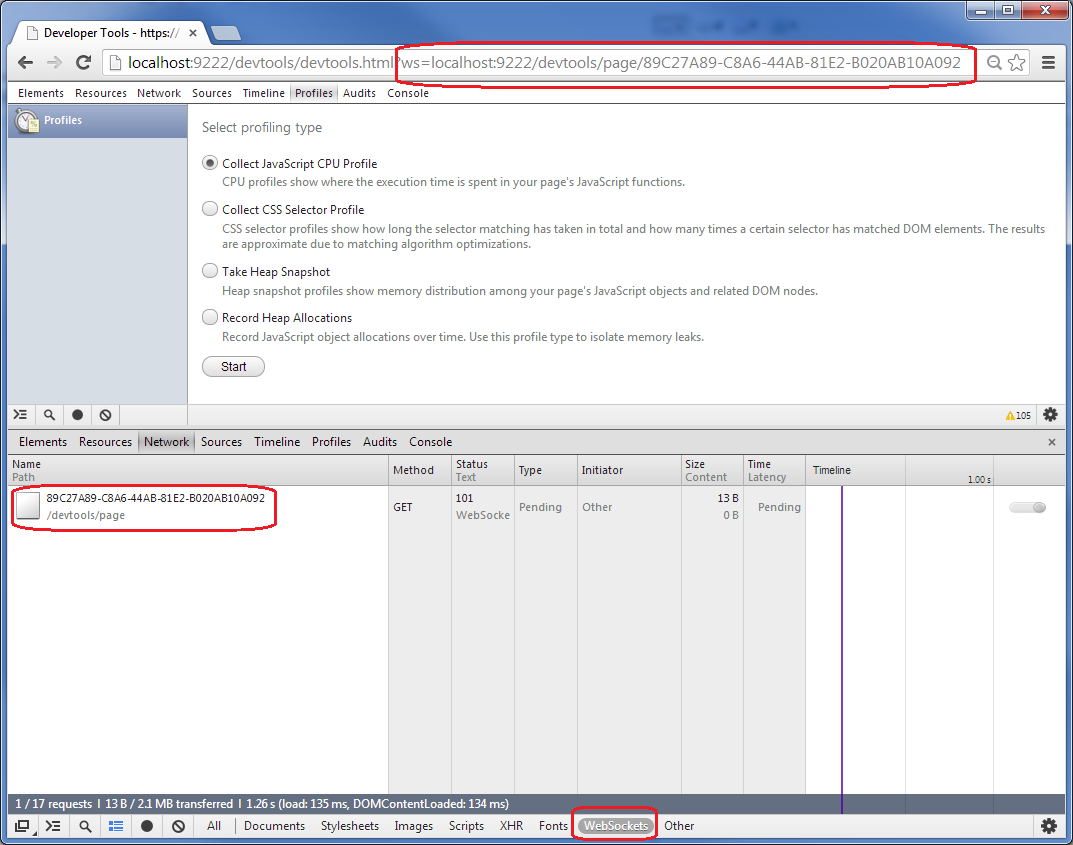 Developer Tools - https://
localhost:9222/devtools/devtools.html?ws=localhost:9222/devtools/page/89C27A89-C8A6-44AB-81E2-B020AB10A092
Elements Resources Network Sources Timeline Profiles Audits Console
Profiles
Select profiling type
Collect JavaScript CPU Profile
CPU profiles show where the execution time is spent in your page's JavaScript functions.
Collect CSS Selector Profile
CSS selector profiles show how long the selector matching has taken in total and how many times a certain selector has matched DOM elements. The results
are approximate due to matching algorithm optimizations.
Take Heap Snapshot
Heap snapshot profiles show memory distribution among your page's JavaScript objects and related DOM nodes.
Record Heap Allocations
Record JavaScript object allocations over time. Use this profile type to isolate memory leaks.
Start
105
Elements Resources Network Sources Timeline Profiles Audits Console
Name Method Status Type Initiator Size Time Timeline
Path Text Content Latency 1.00 s
89C27A89-C8A6-44AB-81E2-B020AB10A092 GET 101 Pending Other 13 B Pending
/devtools/page WebSocke 0 B
1 / 17 requests | 13 B / 2.1 MB transferred | 1.26 s (load: 135 ms, DOMContentLoaded: 134 ms)
All Documents Stylesheets Images Scripts XHR Fonts WebSockets Other